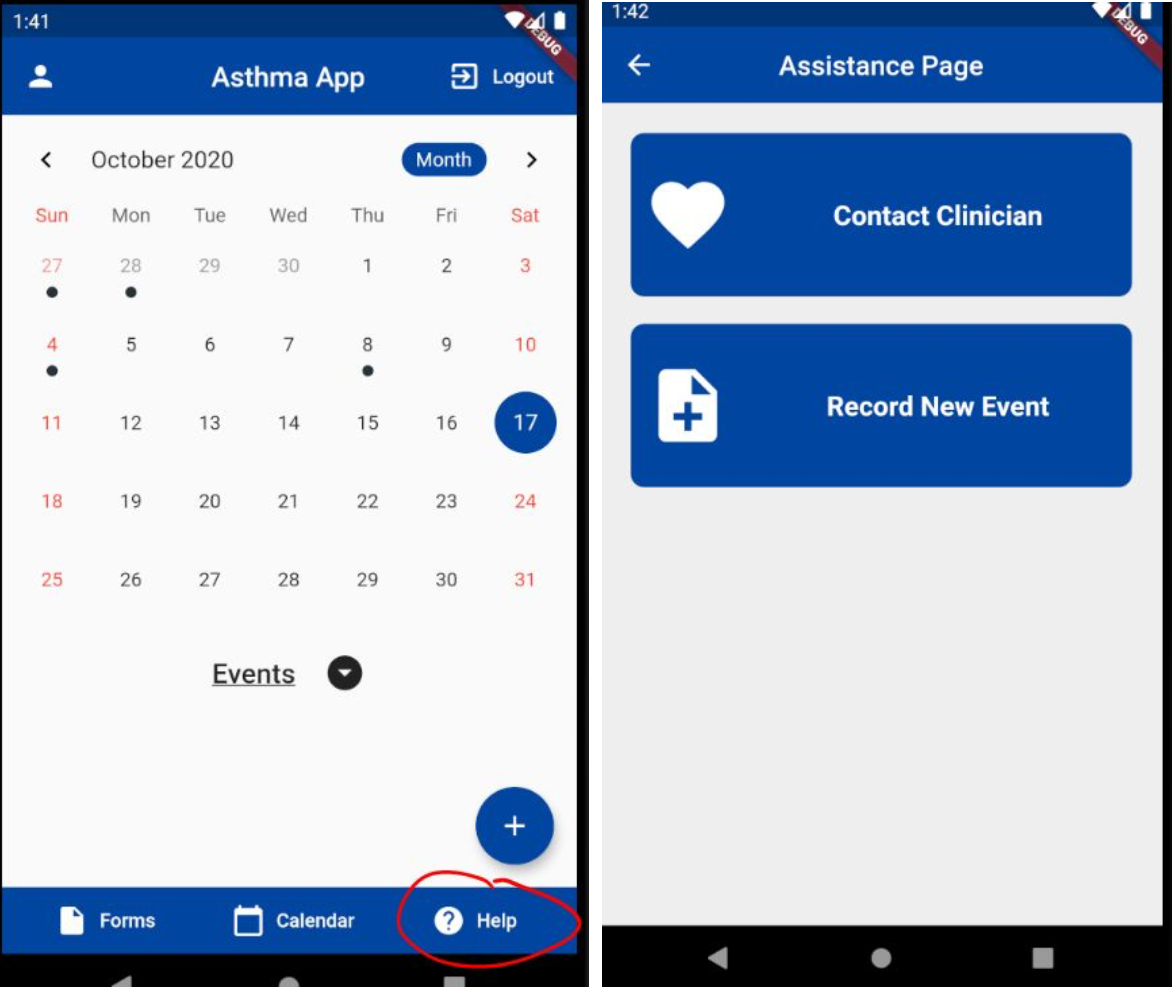 1:41
DEBUG
Asthma App
Logout
October 2020
Month
Sun Mon Tue Wed Thu Fri Sat
27 28 29 30 1 2 3
4 5 6 7 8 9 10
11 12 13 14 15 16 17
18 19 20 21 22 23 24
25 26 27 28 29 30 31
Events
+
Forms
Calendar
? Help
1:42
DEBUG
Assistance Page
Contact Clinician
Record New Event